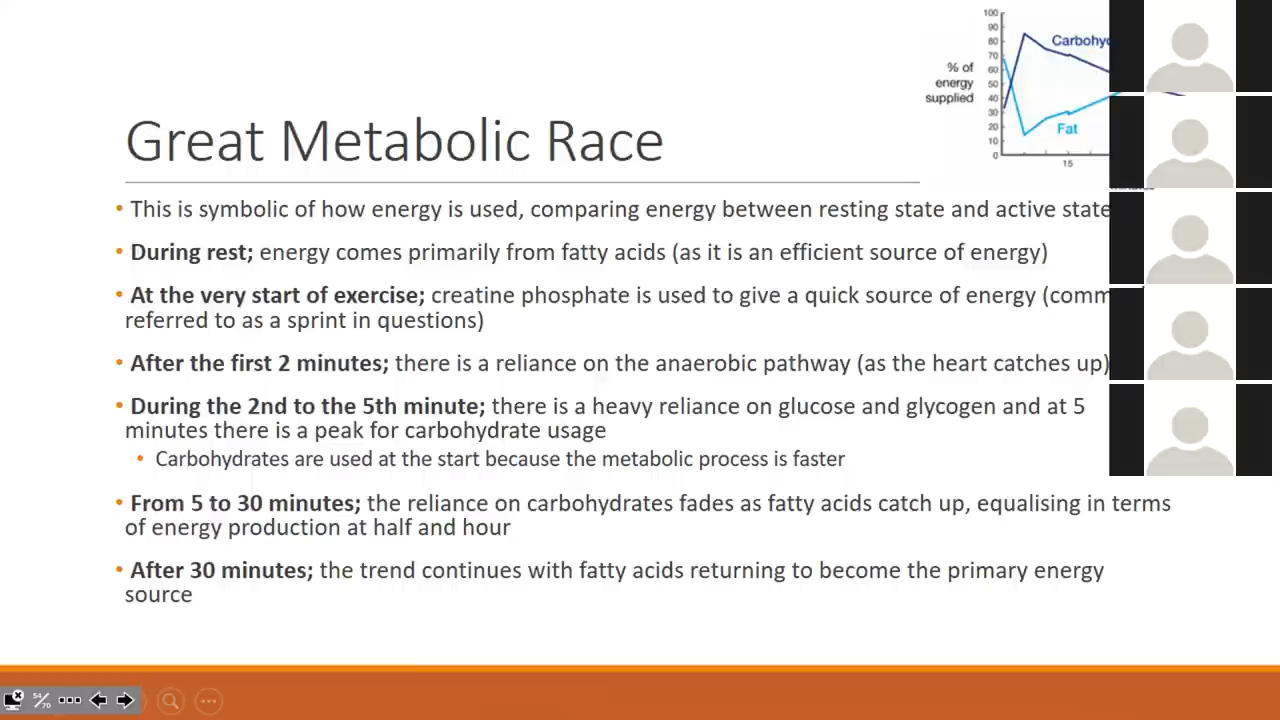 100
90
80
70
60
50
40
30
20
10
0
% of
energy
supplied
Fat
15
Great Metabolic Race
• This is symbolic of how energy is used, comparing energy between resting state and active state
• During rest; energy comes primarily from fatty acids (as it is an efficient source of energy)
• At the very start of exercise; creatine phosphate is used to give a quick source of energy
referred to as a sprint in questions)
• After the first 2 minutes; there is a reliance on the anaerobic pathway (as the heart catches up)
• During the 2nd to the 5th minute; there is a heavy reliance on glucose and glycogen and at 5
minutes there is a peak for carbohydrate usage
• Carbohydrates are used at the start because the metabolic process is faster
• From 5 to 30 minutes; the reliance on carbohydrates fades as fatty acids catch up, equalising in terms
of energy production at half and hour
• After 30 minutes; the trend continues with fatty acids returning to become the primary energy
source
54/70